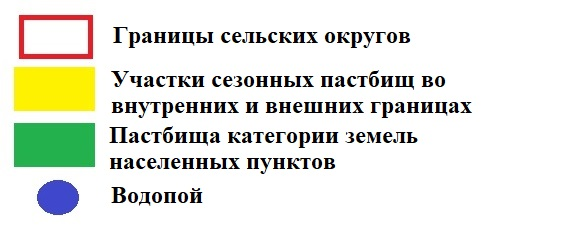 Границы сельских округов
Участки сезонных пастбищ во
внутренних и внешних границах
Пастбища категории земель
населенных пунктов
Водопой